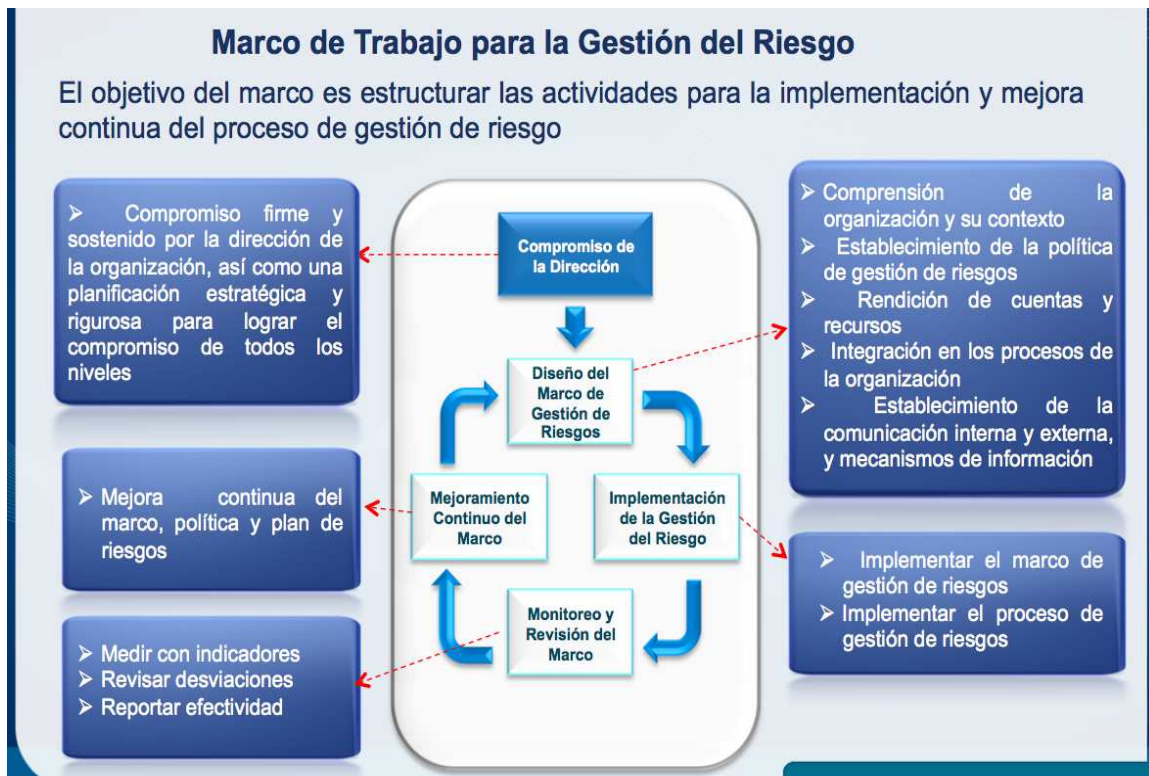 Marco de Trabajo para la Gestión del Riesgo
El objetivo del marco es estructurar las actividades para la implementación y mejora
continua del proceso de gestión de riesgo
➢ Compromiso firme y
sostenido por la dirección de
la organización, así como una
planificación estratégica y
rigurosa para lograr el
compromiso de todos los
niveles
➢ Mejora continua del
marco, política y plan de
riesgos
➢ Medir con indicadores
➢ Revisar desviaciones
➢ Reportar efectividad
Compromiso de
la Dirección
Diseño del
Marco de
Gestión de
Riesgos
Mejoramiento
Continuo del
Marco
Implementación
de la Gestión
del Riesgo
Monitoreo y
Revisión del
Marco
➢ Comprensión de la
organización y su contexto
➢ Establecimiento de la política
de gestión de riesgos
➢ Rendición de cuentas y
recursos
➢ Integración en los procesos de
la organización
➢ Establecimiento de la
comunicación interna y externa,
y mecanismos de información
➢ Implementar el marco de
gestión de riesgos
➢ Implementar el proceso de
gestión de riesgos